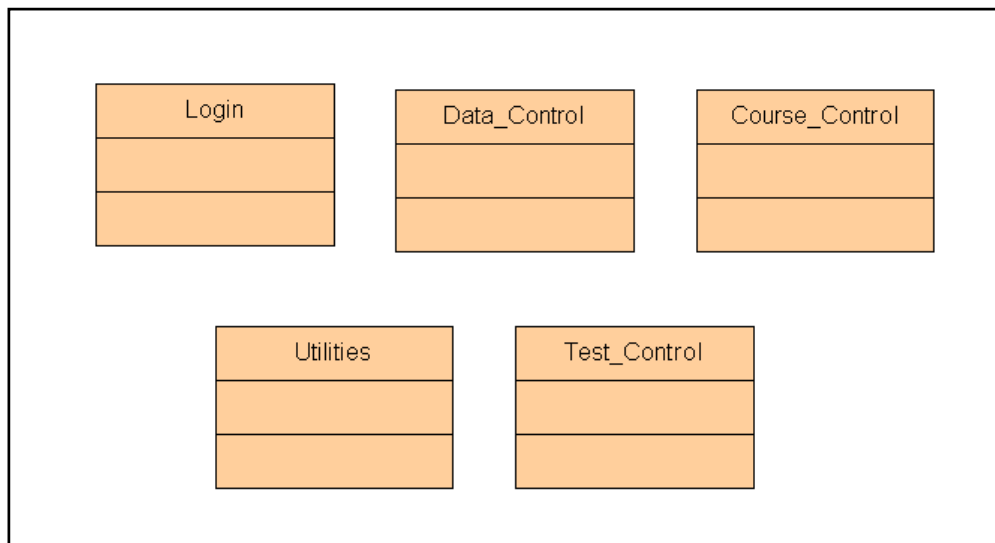 Login
Data_Control
Course_Control
Utilities
Test_Control